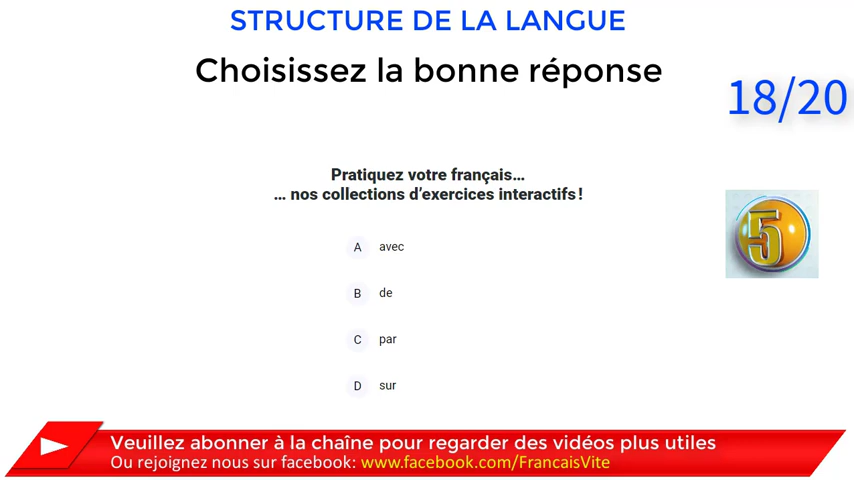 STRUCTURE DE LA LANGUE
Choisissez la bonne réponse
18/20
Pratiquez votre français...
... nos collections d'exercices interactifs !
5
A avec
B de
C par
D sur
Veuillez abonner à la chaîne pour regarder des vidéos plus utiles
Ou rejoignez nous sur facebook: www.facebook.com/FrancaisVite